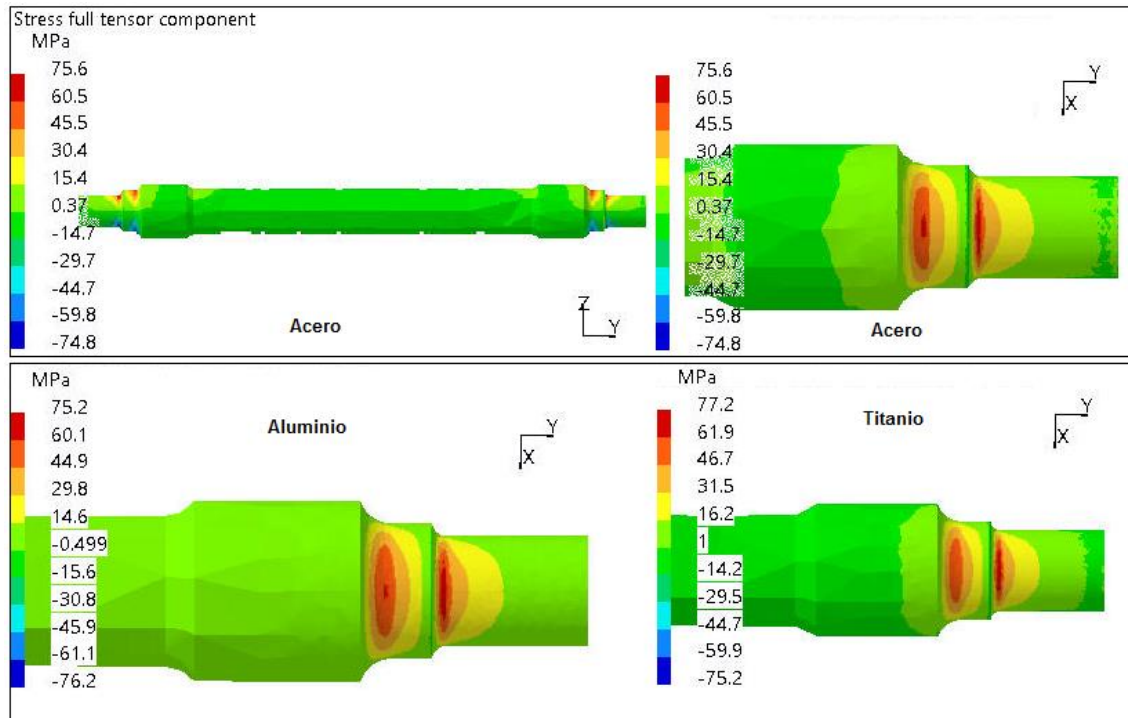 Stress full tensor component
MPa
75.6
60.5
45.5
30.4
15.4
0.37
-14.7
-29.7
-44.7
-59.8
-74.8
Acero
Z
Y
75.6
60.5
45.5
30.4
15.4
0.37
-14.7
-29.7
-44.7
-59.8
-74.8
Y
X
Acero
MPa
75.2
60.1
44.9
29.8
14.6
-0.499
-15.6
-30.8
-45.9
-61.1
-76.2
Aluminio
Y
X
MPa
77.2
61.9
46.7
31.5
16.2
1
-14.2
-29.5
-44.7
-59.9
-75.2
Titanio
Y
X